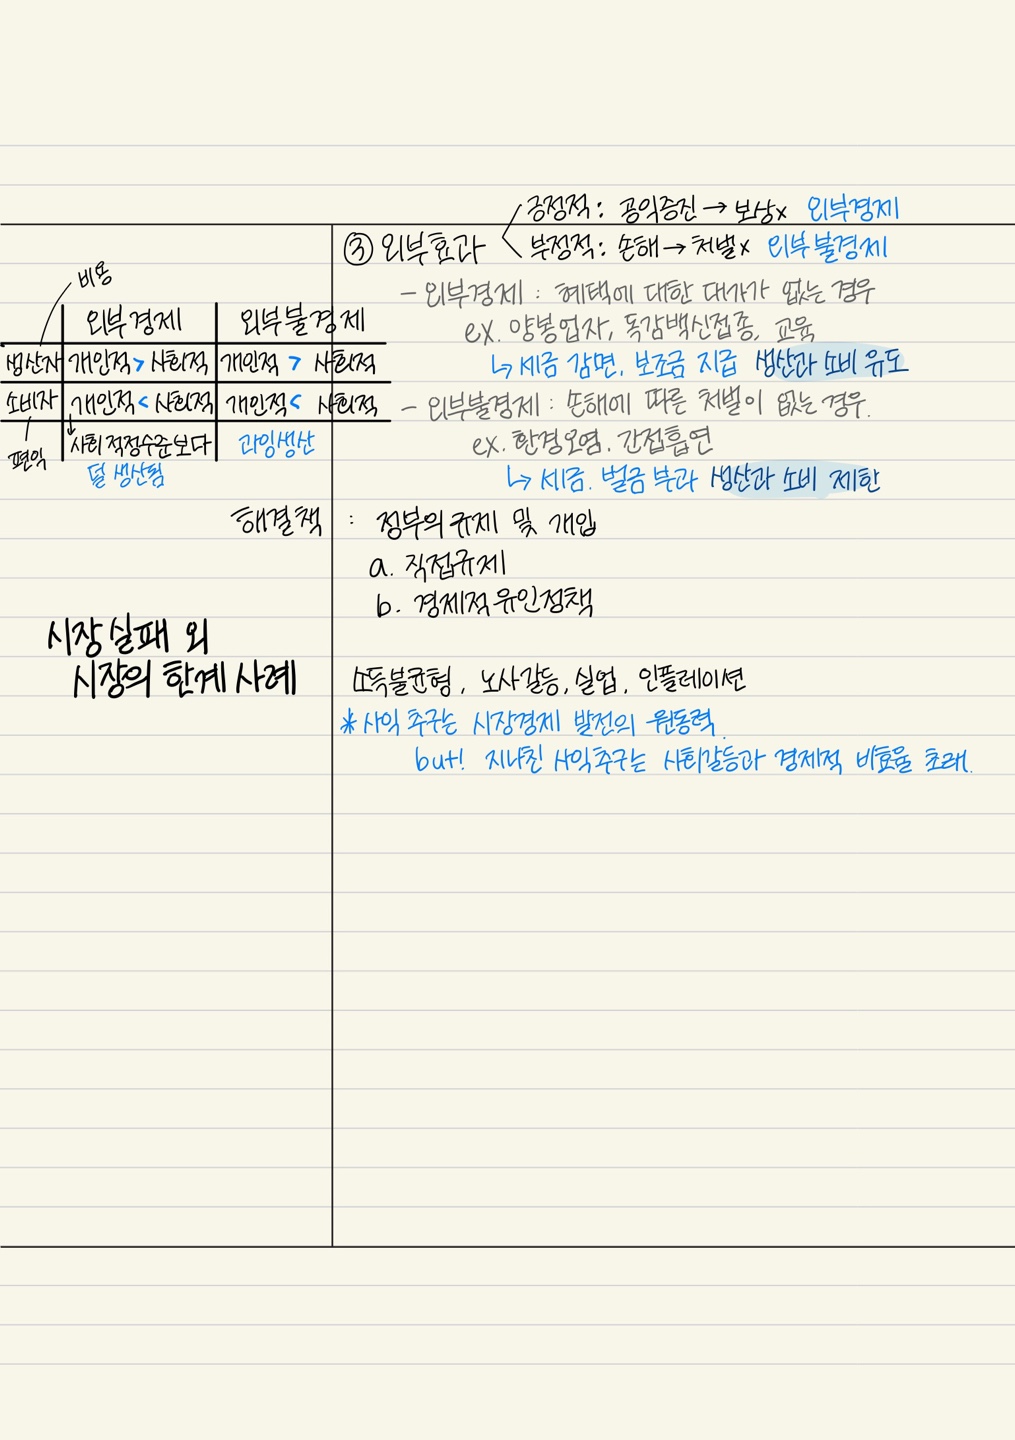 긍정적: 공익증진 → 보상x 외부경제
③ 외부효과
부정적: 손해 → 처벌x 외부불경제
- 외부경제 : 혜택에 대한 대가가 없는 경우
ex. 양봉업자, 독감백신접종, 교육
↳ 세금 감면, 보조금 지급 생산과 소비 유도
- 외부불경제 : 손해에 따른 처벌이 없는 경우.
ex. 환경오염. 간접흡연
↳ 세금. 벌금 부과 생산과 소비 제한
비용
외부경제 외부불경제
생산자 개인적 > 사회적 개인적 > 사회적
소비자 개인적 < 사회적 개인적 < 사회적
편익 ↓ 사회 적정수준보다 과잉생산
덜 생산됨
해결책 : 정부의 규제 및 개입
a. 직접규제
b. 경제적유인정책
시장실패 외
시장의 한계 사례
소득불균형, 노사갈등, 실업, 인플레이션
* 사익 추구는 시장경제 발전의 원동력.
but! 지나친 사익추구는 사회갈등과 경제적 비효율 초래.